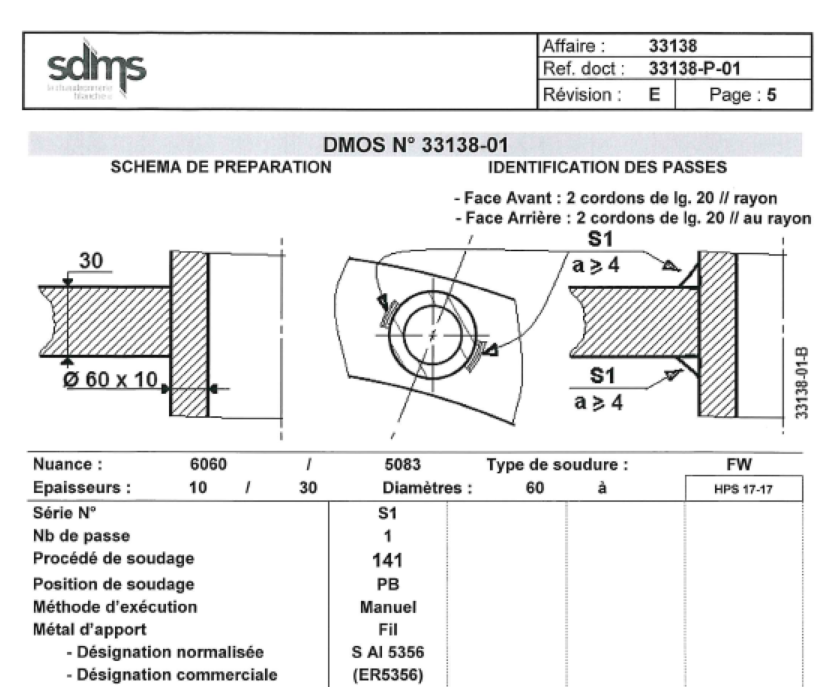 sdms
la chaudronnerie
blanche
Affaire : 33138
Ref. doct : 33138-P-01
Révision : E Page : 5
DMOS N° 33138-01
SCHEMA DE PREPARATION
IDENTIFICATION DES PASSES
- Face Avant : 2 cordons de lg. 20 // rayon
- Face Arrière : 2 cordons de lg. 20 // au rayon
30
Ø 60 x 10
S1
a ⩾ 4
S1
a ⩾ 4
33138-01-B
Nuance : 6060 / 5083 Type de soudure : FW
Epaisseurs : 10 / 30 Diamètres : 60 à HPS 17-17
Série N° S1
Nb de passe 1
Procédé de soudage 141
Position de soudage PB
Méthode d'exécution Manuel
Métal d'apport Fil
- Désignation normalisée S Al 5356
- Désignation commerciale (ER5356)